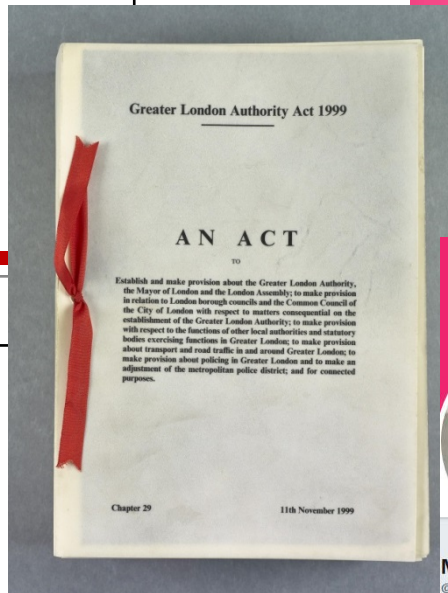 Greater London Authority Act 1999
AN ACT
TO
Establish and make provision about the Greater London Authority,
the Mayor of London and the London Assembly; to make provision
in relation to London borough councils and the Common Council of
the City of London with respect to matters consequential on the
establishment of the Greater London Authority; to make provision
with respect to the functions of other local authorities and statutory
bodies exercising functions in Greater London; to make provision
about transport and road traffic in and around Greater London; to
make provision about policing in Greater London and to make an
adjustment of the metropolitan police district; and for connected
purposes.
Chapter 29
11th November 1999